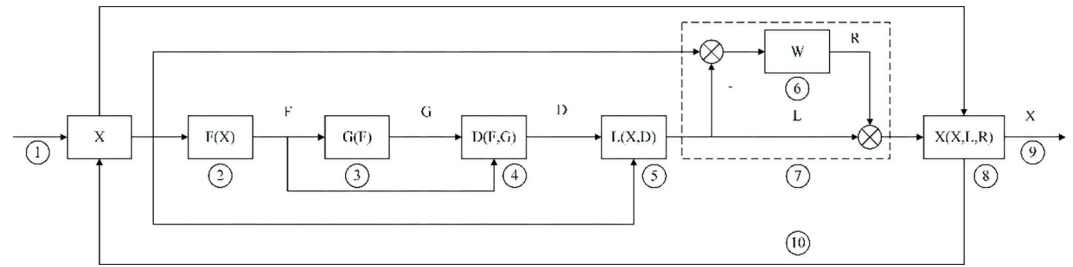 R
W
6
-
F
G
D
L
X
X
F(X)
G(F)
D(F,G)
L(X,D)
X(X,L,R)
1
2
3
4
5
7
8
9
10